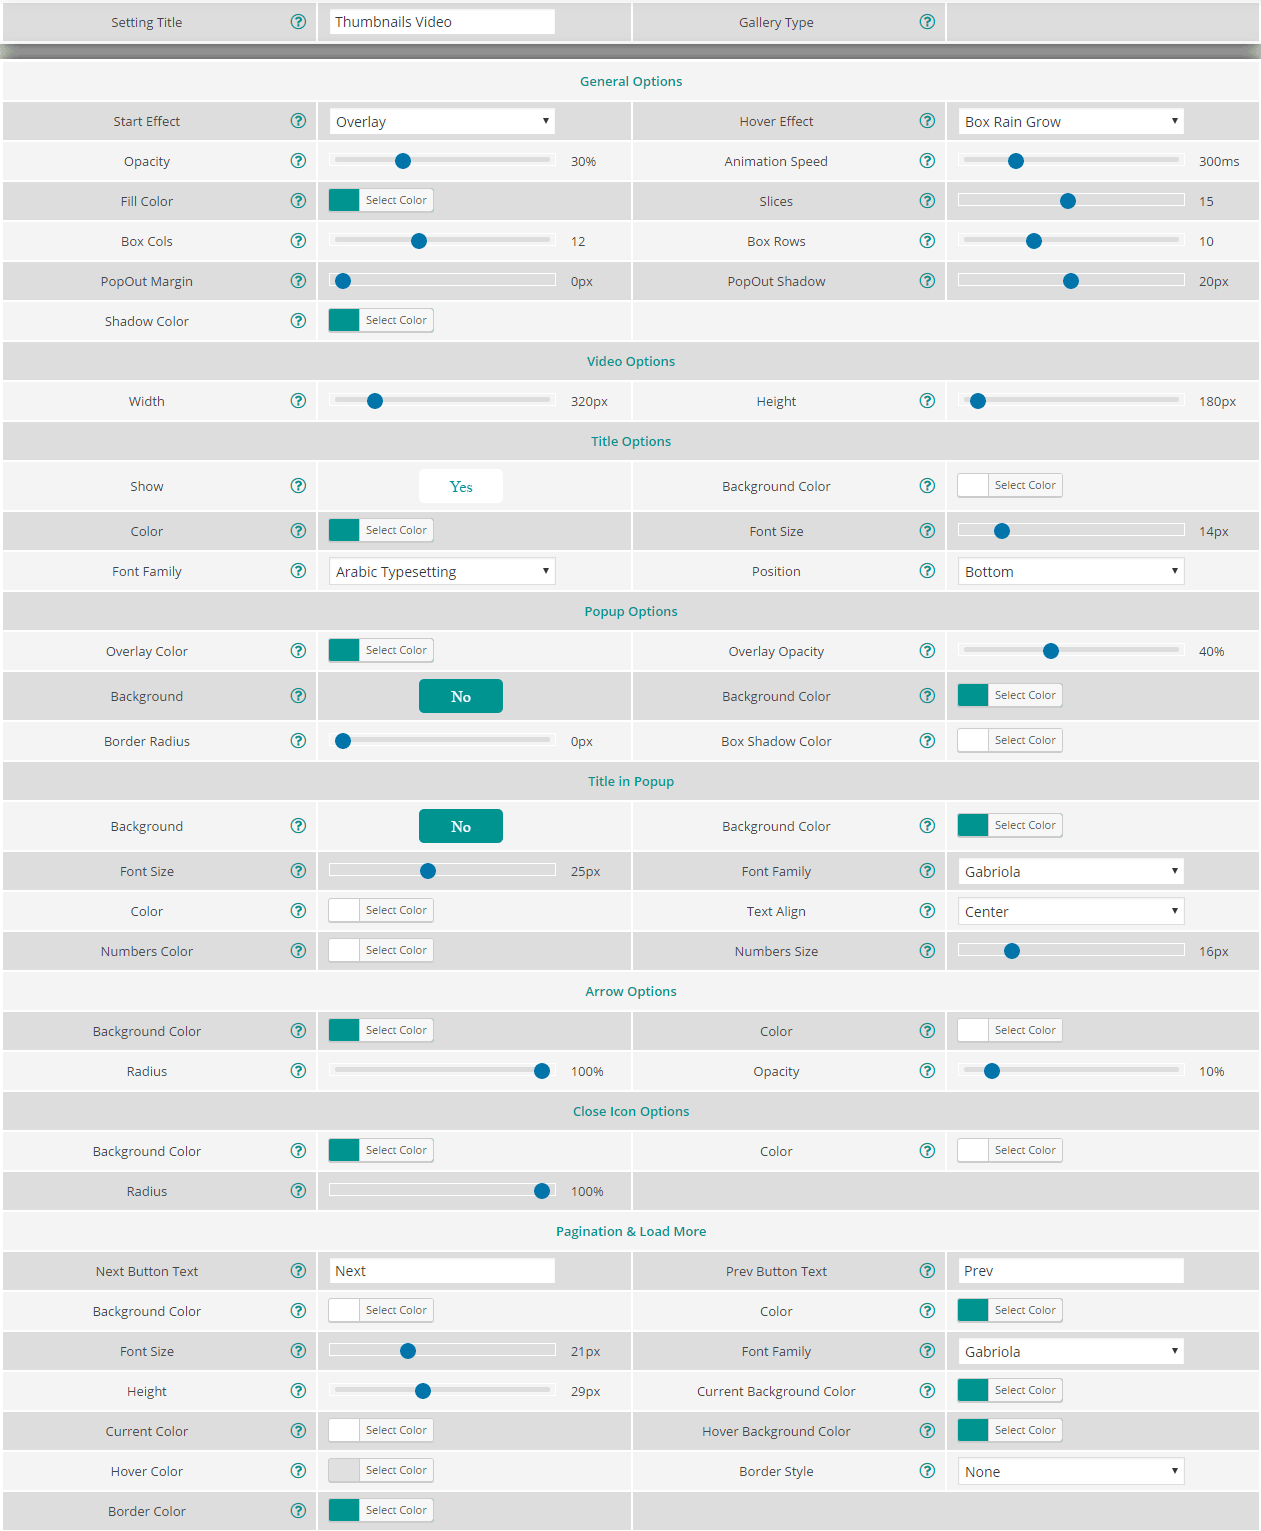 Setting Title Thumbnails Video Gallery Type
General Options
Start Effect Overlay Hover Effect Box Rain Grow
Opacity 30% Animation Speed 300ms
Fill Color Select Color Slices 15
Box Cols 12 Box Rows 10
PopOut Margin 0px PopOut Shadow 20px
Shadow Color Select Color
Video Options
Width 320px Height 180px
Title Options
Show Yes Background Color Select Color
Color Select Color Font Size 14px
Font Family Arabic Typesetting Position Bottom
Popup Options
Overlay Color Select Color Overlay Opacity 40%
Background No Background Color Select Color
Border Radius 0px Box Shadow Color Select Color
Title in Popup
Background No Background Color Select Color
Font Size 25px Font Family Gabriola
Color Select Color Text Align Center
Numbers Color Select Color Numbers Size 16px
Arrow Options
Background Color Select Color Color Select Color
Radius 100% Opacity 10%
Close Icon Options
Background Color Select Color Color Select Color
Radius 100%
Pagination & Load More
Next Button Text Next Prev Button Text Prev
Background Color Select Color Color Select Color
Font Size 21px Font Family Gabriola
Height 29px Current Background Color Select Color
Current Color Select Color Hover Background Color Select Color
Hover Color Select Color Border Style None
Border Color Select Color